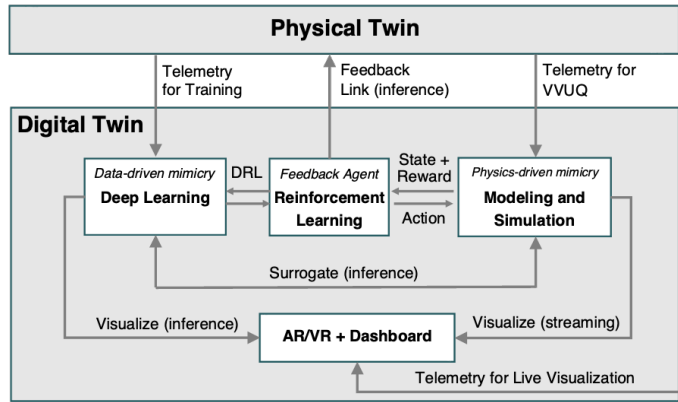 Physical Twin
Telemetry
for Training
Feedback
Link (inference)
Telemetry for
VVUQ
Digital Twin
Data-driven mimicry
Deep Learning
DRL
Feedback Agent
Reinforcement
Learning
State +
Reward
Action
Physics-driven mimicry
Modeling and
Simulation
Surrogate (inference)
Visualize (inference)
AR/VR + Dashboard
Visualize (streaming)
Telemetry for Live Visualization